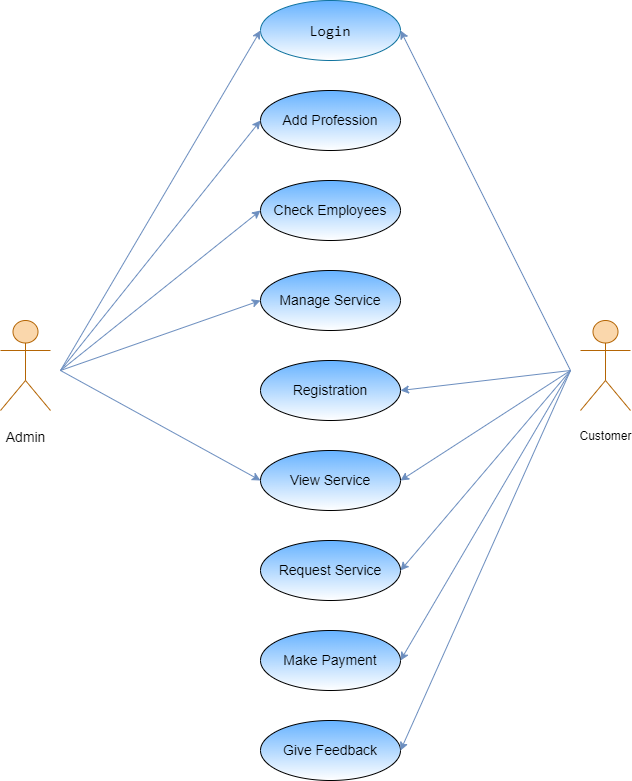 Login
Add Profession
Check Employees
Manage Service
Registration
Admin
Customer
View Service
Request Service
Make Payment
Give Feedback